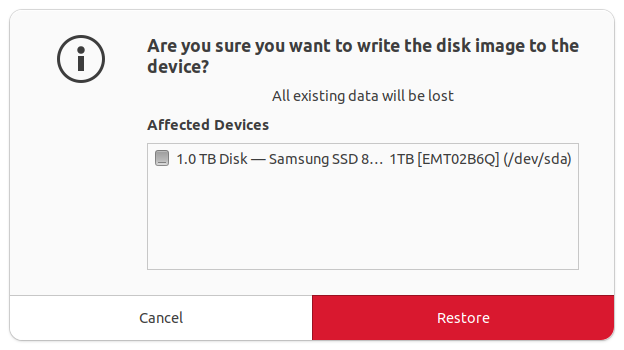 Are you sure you want to write the disk image to the
device?
All existing data will be lost
Affected Devices
1.0 TB Disk — Samsung SSD 8… 1TB [EMT02B6Q] (/dev/sda)
Cancel
Restore